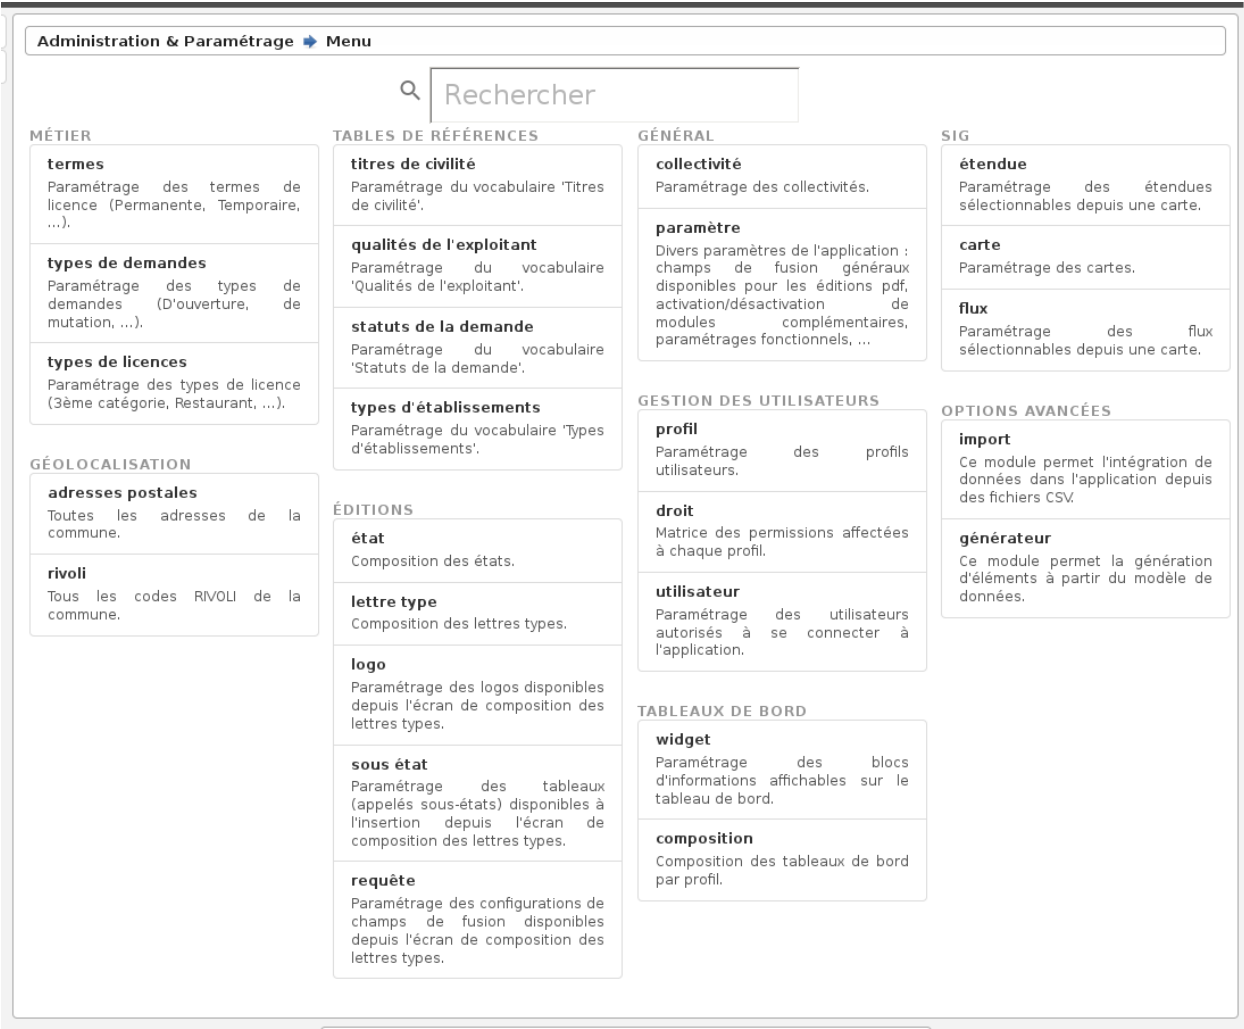 Administration & Paramétrage Menu
Rechercher
MÉTIER
termes
Paramétrage des termes de
licence (Permanente, Temporaire,
...).
types de demandes
Paramétrage des types de
demandes (D'ouverture, de
mutation, ...).
types de licences
Paramétrage des types de licence
(3ème catégorie, Restaurant, ...).
GÉOLOCALISATION
adresses postales
Toutes les adresses de la
commune.
rivoli
Tous les codes RIVOLI de la
commune.
TABLES DE RÉFÉRENCES
titres de civilité
Paramétrage du vocabulaire 'Titres
de civilité'.
qualités de l'exploitant
Paramétrage du vocabulaire
'Qualités de l'exploitant'.
statuts de la demande
Paramétrage du vocabulaire
'Statuts de la demande'.
types d'établissements
Paramétrage du vocabulaire 'Types
d'établissements'.
ÉDITIONS
état
Composition des états.
lettre type
Composition des lettres types.
logo
Paramétrage des logos disponibles
depuis l'écran de composition des
lettres types.
sous état
Paramétrage des tableaux
(appelés sous-états) disponibles à
l'insertion depuis l'écran de
composition des lettres types.
requête
Paramétrage des configurations de
champs de fusion disponibles
depuis l'écran de composition des
lettres types.
GÉNÉRAL
collectivité
Paramétrage des collectivités.
paramètre
Divers paramètres de l'application :
champs de fusion généraux
disponibles pour les éditions pdf,
activation/désactivation de
modules complémentaires,
paramétrages fonctionnels, ...
GESTION DES UTILISATEURS
profil
Paramétrage des profils
utilisateurs.
droit
Matrice des permissions affectées
à chaque profil.
utilisateur
Paramétrage des utilisateurs
autorisés à se connecter à
l'application.
TABLEAUX DE BORD
widget
Paramétrage des blocs
d'informations affichables sur le
tableau de bord.
composition
Composition des tableaux de bord
par profil.
SIG
étendue
Paramétrage des étendues
sélectionnables depuis une carte.
carte
Paramétrage des cartes.
flux
Paramétrage des flux
sélectionnables depuis une carte.
OPTIONS AVANCÉES
import
Ce module permet l'intégration de
données dans l'application depuis
des fichiers CSV.
générateur
Ce module permet la génération
d'éléments à partir du modèle de
données.